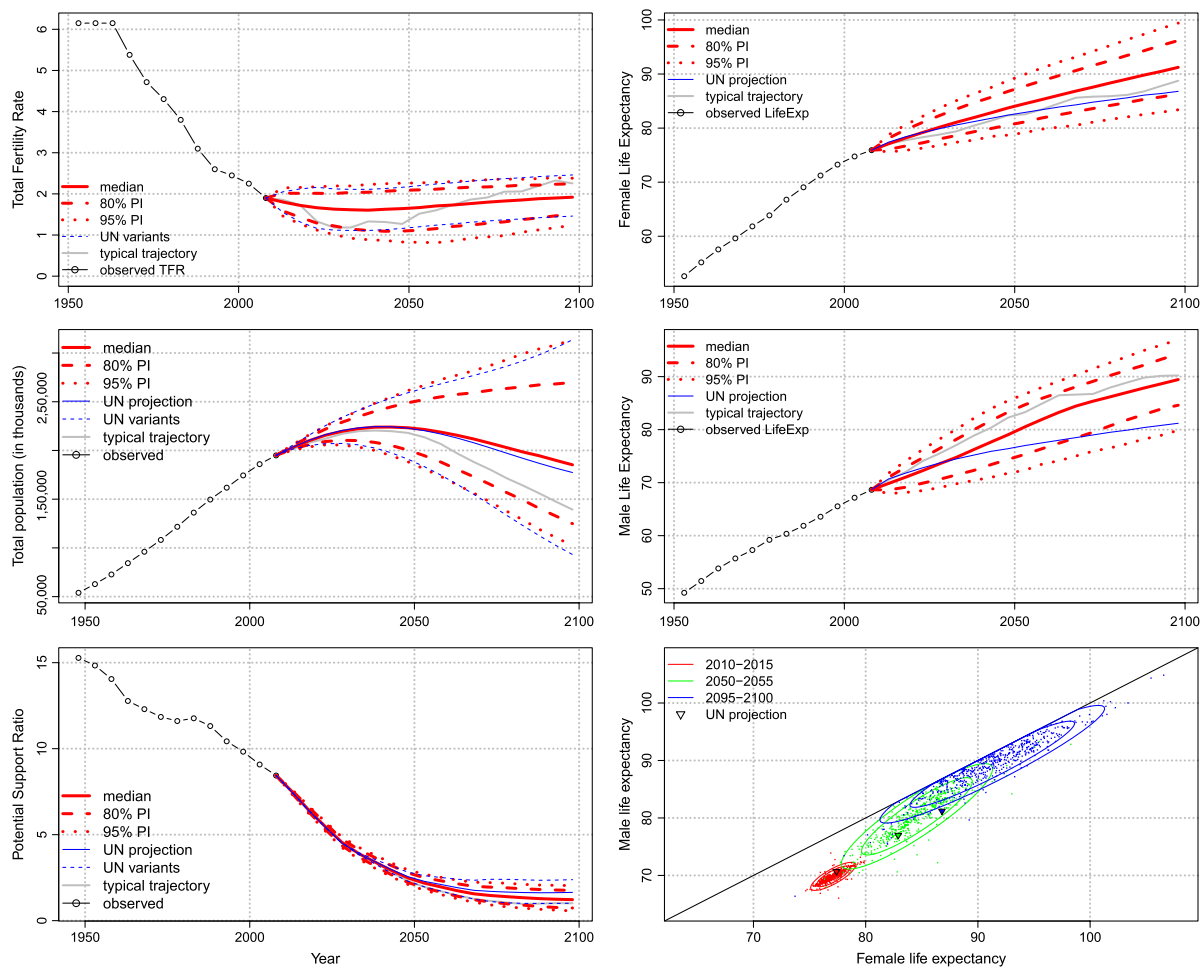 Total Fertility Rate
0
1
2
3
4
5
6
median
80% PI
95% PI
UN variants
typical trajectory
observed TFR
1950
2000
2050
2100
Female Life Expectancy
60
70
80
90
100
median
80% PI
95% PI
UN projection
typical trajectory
observed LifeExp
1950
2000
2050
2100
Total population (in thousands)
50,000
1,50,000
2,50,000
median
80% PI
95% PI
UN projection
UN variants
typical trajectory
observed
1950
2000
2050
2100
Male Life Expectancy
50
60
70
80
90
median
80% PI
95% PI
UN projection
typical trajectory
observed LifeExp
1950
2000
2050
2100
Potential Support Ratio
0
5
10
15
median
80% PI
95% PI
UN projection
UN variants
typical trajectory
observed
1950
2000
2050
2100
Year
Male life expectancy
70
80
90
100
2010−2015
2050−2055
2095−2100
UN projection
70
80
90
100
Female life expectancy